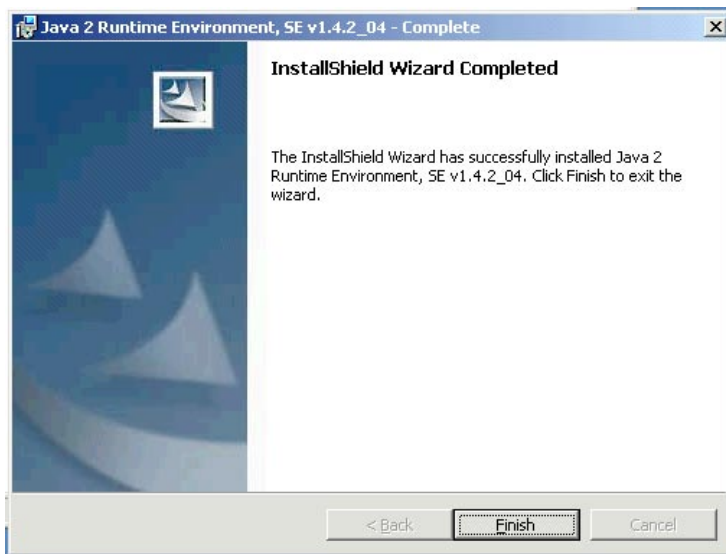 Java 2 Runtime Environment, SE v1.4.2_04 - Complete
InstallShield Wizard Completed
The InstallShield Wizard has successfully installed Java 2
Runtime Environment, SE v1.4.2_04. Click Finish to exit the
wizard.
< Back
Finish
Cancel